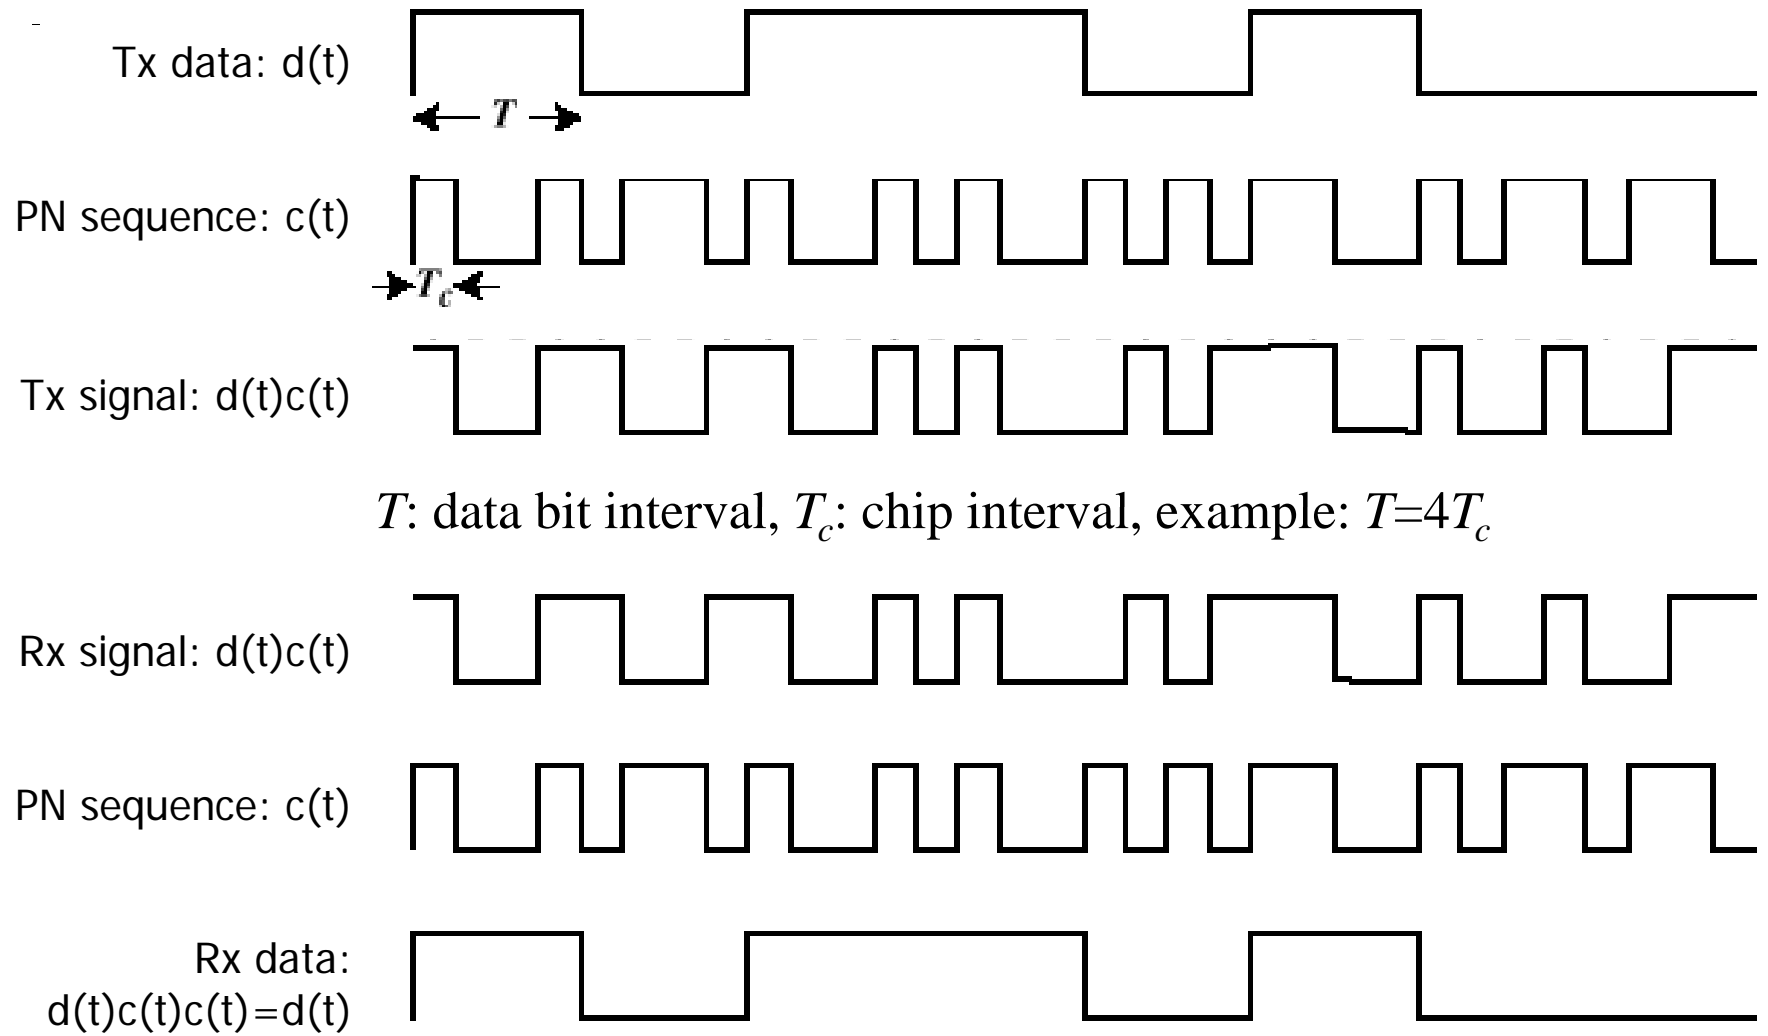 Tx data: d(t)
T
PN sequence: c(t)
Tc
Tx signal: d(t)c(t)
T: data bit interval, Tc: chip interval, example: T=4Tc
Rx signal: d(t)c(t)
PN sequence: c(t)
Rx data:
d(t)c(t)c(t)=d(t)